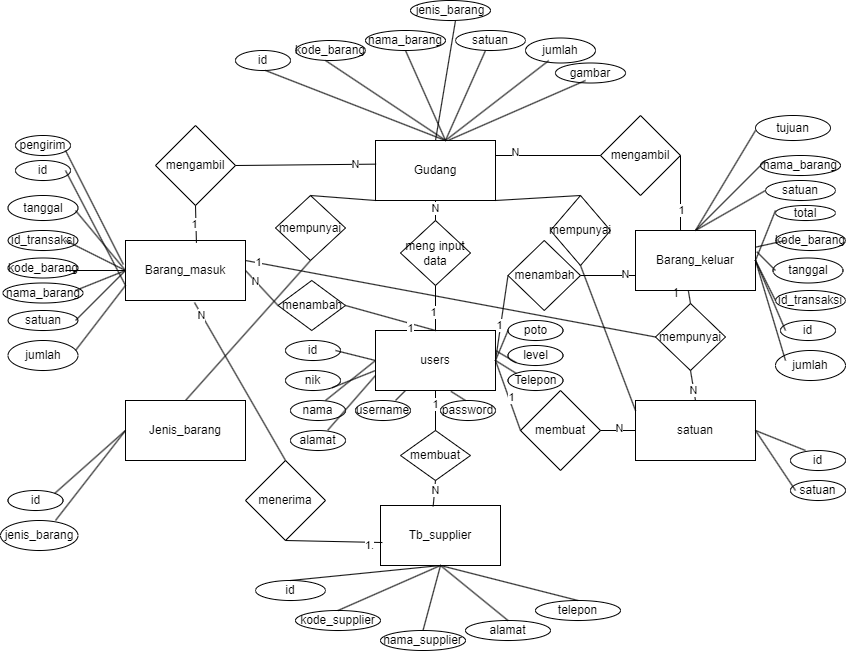 jenis_barang
nama_barang
satuan
kode_barang
jumlah
id
gambar
tujuan
pengirim
mengambil
N
N
mengambil
nama_barang
id
Gudang
satuan
tanggal
N
1
1
total
mempunyai
mempunyai
id_transaksi
meng input
data
kode_barang
kode_barang
Barang_masuk
1
N
menambah
N
Barang_keluar
tanggal
nama_barang
1
id_transaksi
menambah
1
satuan
1
1
poto
id
mempunyai
jumlah
id
users
level
jumlah
nik
Telepon
N
nama
username
1
password
1
alamat
Jenis_barang
membuat
N
satuan
N
membuat
id
id
menerima
N
satuan
jenis_barang
1.
Tb_supplier
id
telepon
kode_supplier
alamat
nama_supplier